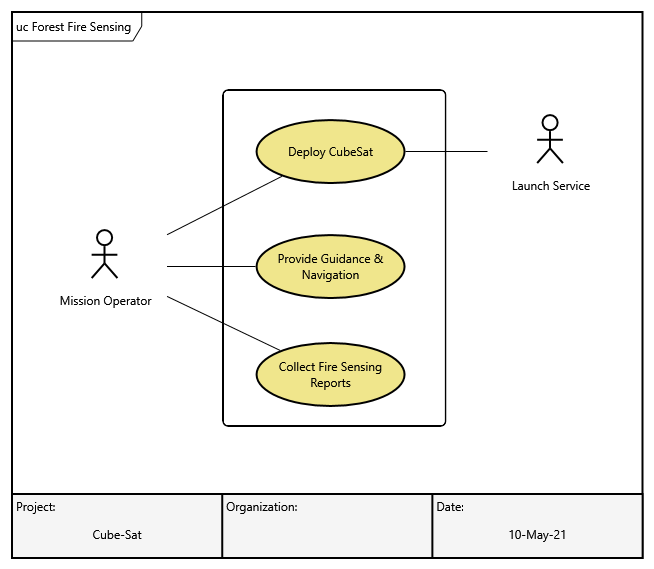 uc Forest Fire Sensing
Deploy CubeSat
Launch Service
Provide Guidance &
Navigation
Mission Operator
Collect Fire Sensing
Reports
Project:
Cube-Sat
Organization:
Date:
10-May-21